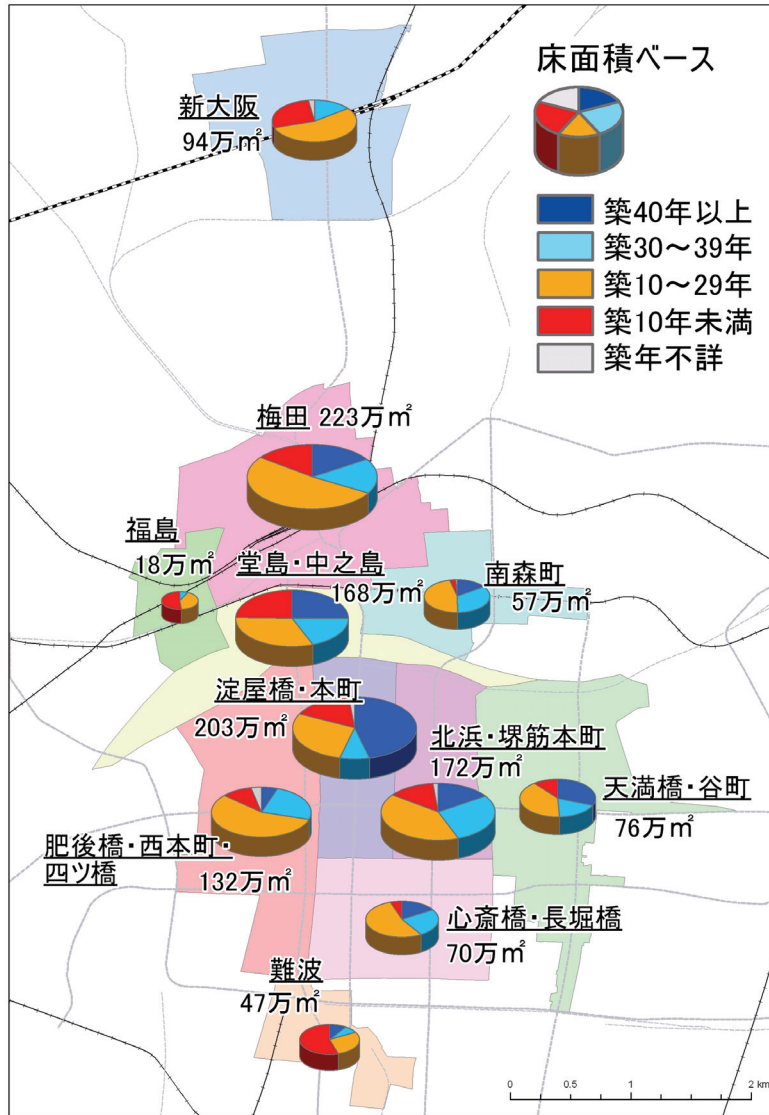 床面積ベース
築40年以上
築30～39年
築10～29年
築10年未満
築年不詳
新大阪
94万㎡
梅田 223万㎡
福島
18万㎡
堂島・中之島
168万㎡
南森町
57万㎡
淀屋橋・本町
203万㎡
北浜・堺筋本町
172万㎡
天満橋・谷町
76万㎡
肥後橋・西本町・
四ツ橋
132万㎡
心斎橋・長堀橋
70万㎡
難波
47万㎡
0 0.5 1 2 km